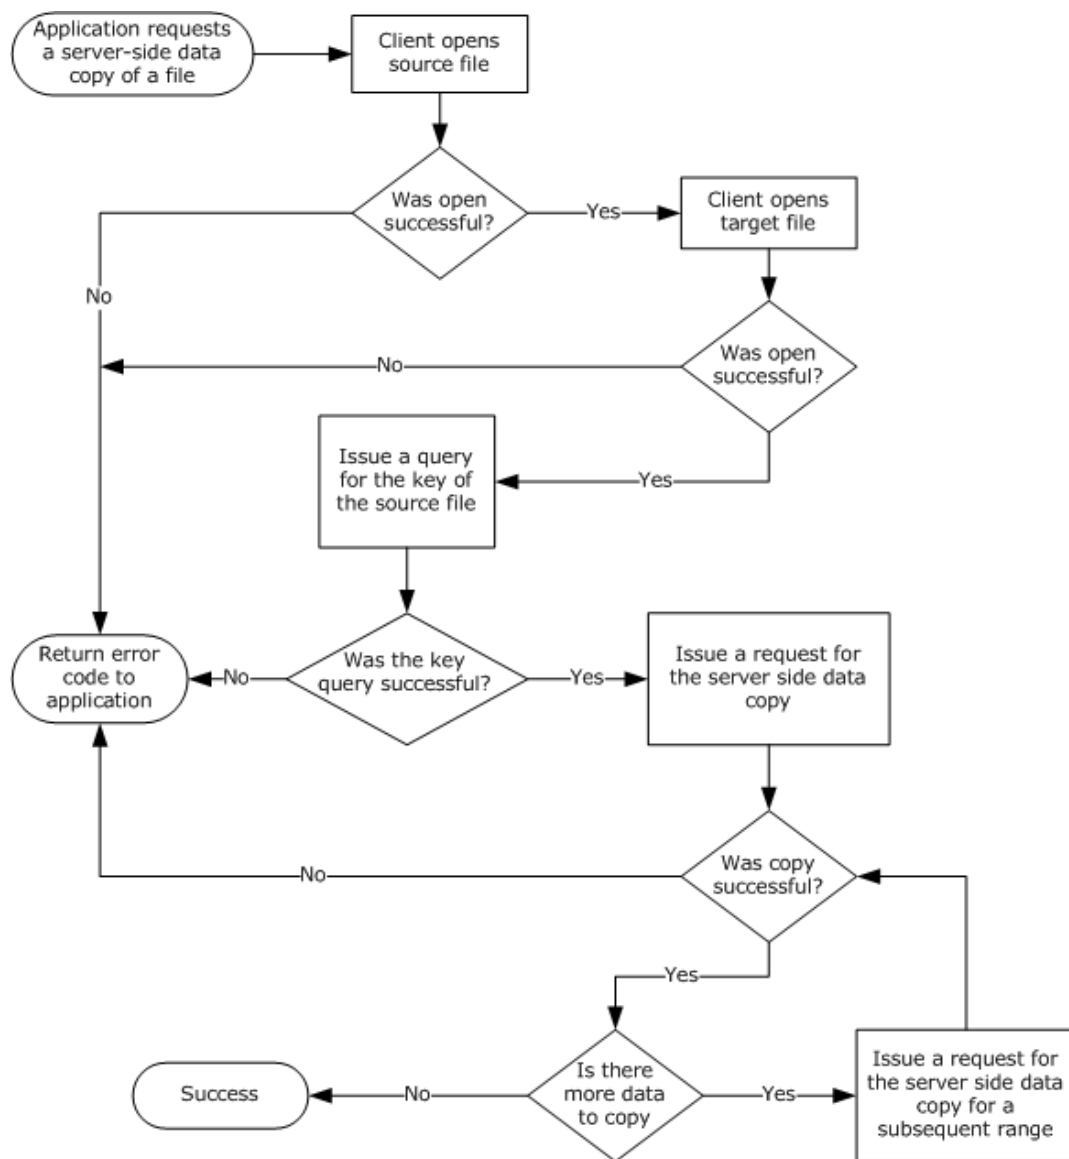 Application requests
a server-side data
copy of a file
Client opens
source file
Was open
successful?
Yes
Client opens
target file
No
Was open
successful?
No
Issue a query
for the key of
the source file
Yes
Return error
code to
application
No
Was the key
query successful?
Yes
Issue a request for
the server side data
copy
Was copy
successful?
No
Yes
Success
No
Is there
more data
to copy
Yes
Issue a request for
the server side data
copy for a
subsequent range